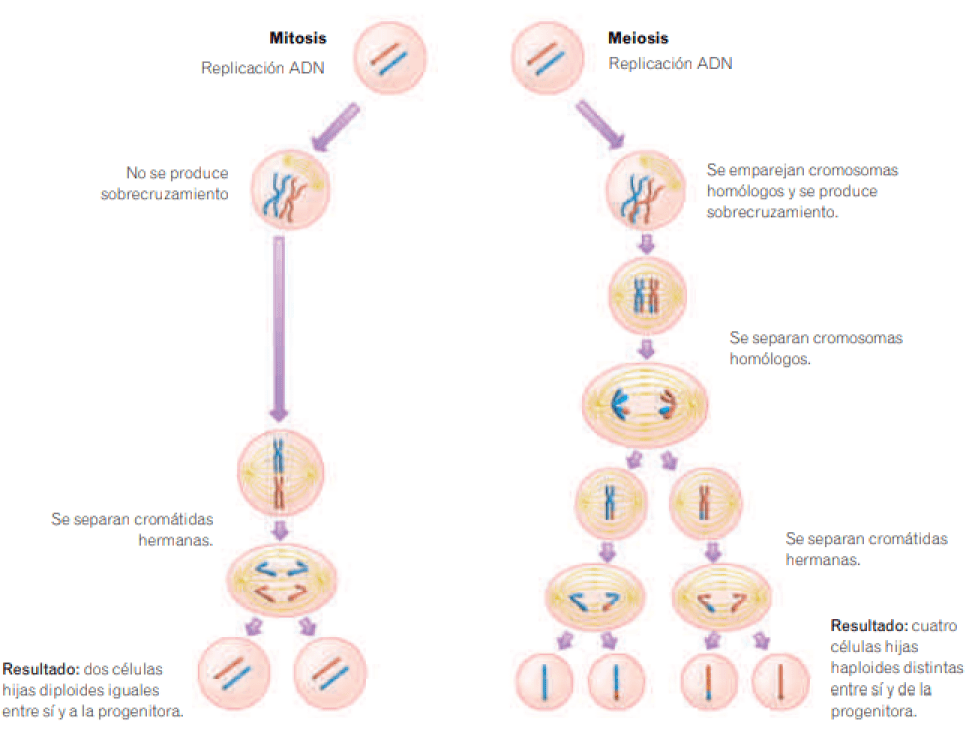 Mitosis
Replicación ADN
No se produce
sobrecruzamiento
Se separan cromátidas
hermanas.
Resultado: dos células
hijas diploides iguales
entre sí y a la progenitora.
Meiosis
Replicación ADN
Se emparejan cromosomas
homólogos y se produce
sobrecruzamiento.
Se separan cromosomas
homólogos.
Se separan cromátidas
hermanas.
Resultado: cuatro
células hijas
haploides distintas
entre sí y de la
progenitora.